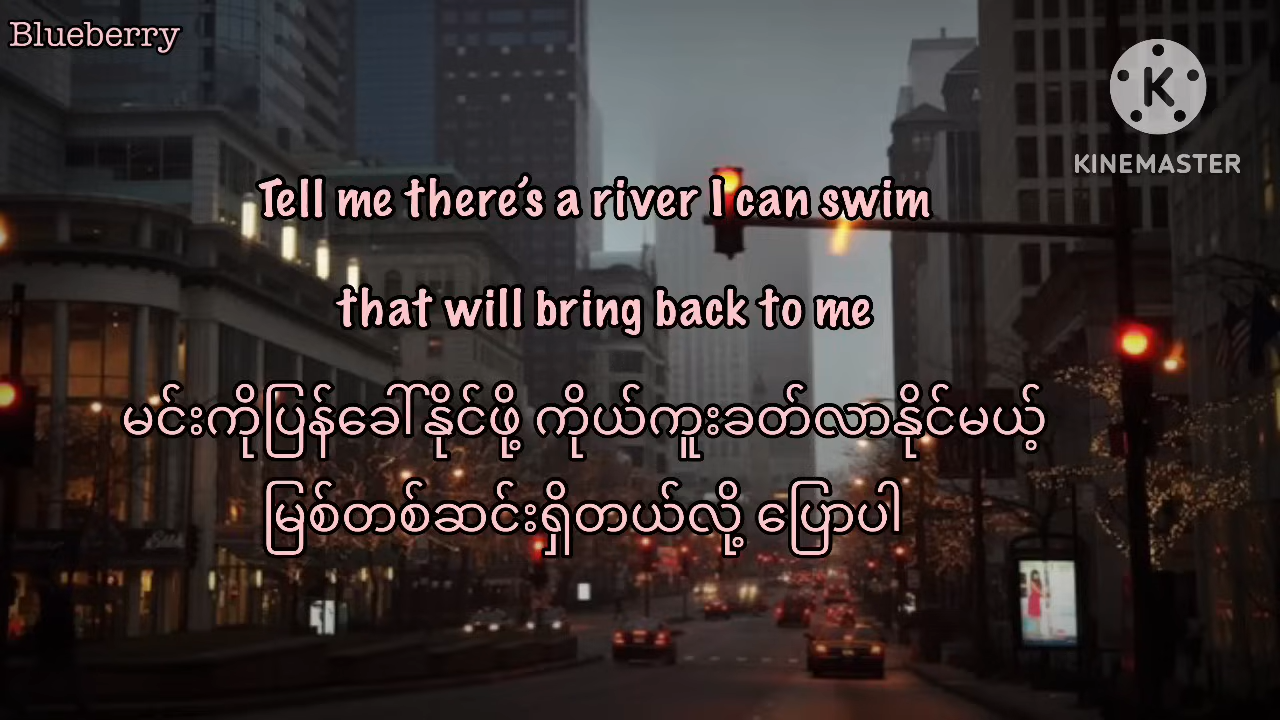 Blueberry
KINEMASTER
Tell me there's a river I can swim
that will bring back to me
မင်းကိုပြန်ခေါ်နိုင်ဖို့ ကိုယ်ကူးခတ်လာနိုင်မယ့်
မြစ်တစ်ဆင်းရှိတယ်လို့ ပြောပါ